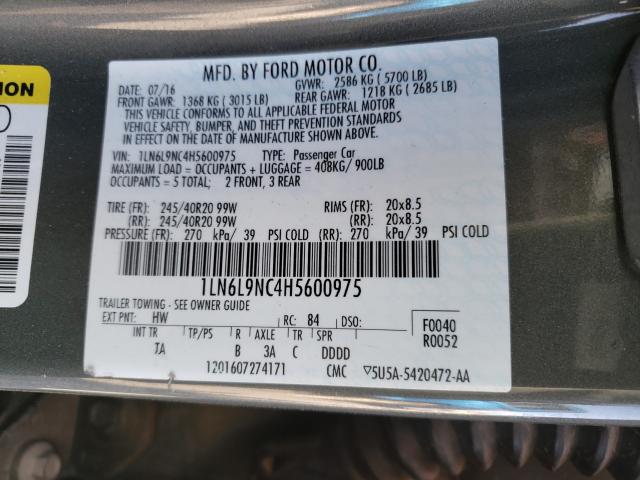 ION
MFD. BY FORD MOTOR CO.
DATE: 07/16 GVWR: 2586 KG ( 5700 LB)
FRONT GAWR: 1368 KG ( 3015 LB) REAR GAWR: 1218 KG ( 2685 LB)
THIS VEHICLE CONFORMS TO ALL APPLICABLE FEDERAL MOTOR
VEHICLE SAFETY, BUMPER, AND THEFT PREVENTION STANDARDS
IN EFFECT ON THE DATE OF MANUFACTURE SHOWN ABOVE.
VIN: 1LN6L9NC4H5600975 TYPE: Passenger Car
MAXIMUM LOAD = OCCUPANTS + LUGGAGE = 408KG/ 900LB
OCCUPANTS = 5 TOTAL; 2 FRONT, 3 REAR
TIRE (FR): 245/40R20 99W RIMS (FR): 20x8.5
(RR): 245/40R20 99W (RR): 20x8.5
PRESSURE (FR): 270 kPa/ 39 PSI COLD (RR): 270 kPa/ 39 PSI COLD
1LN6L9NC4H5600975
TRAILER TOWING - SEE OWNER GUIDE
EXT PNT: HW RC: 84 DSO: F0040
INT TR TP/PS R AXLE TR SPR R0052
TA B 3A C DDDD
1201607274171 CMC ▽5U5A-5420472-AA